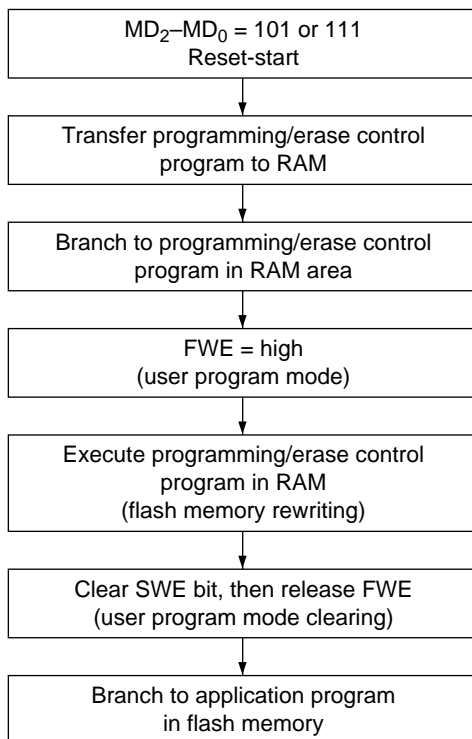 MD₂–MD₀ = 101 or 111
Reset-start
Transfer programming/erase control
program to RAM
Branch to programming/erase control
program in RAM area
FWE = high
(user program mode)
Execute programming/erase control
program in RAM
(flash memory rewriting)
Clear SWE bit, then release FWE
(user program mode clearing)
Branch to application program
in flash memory